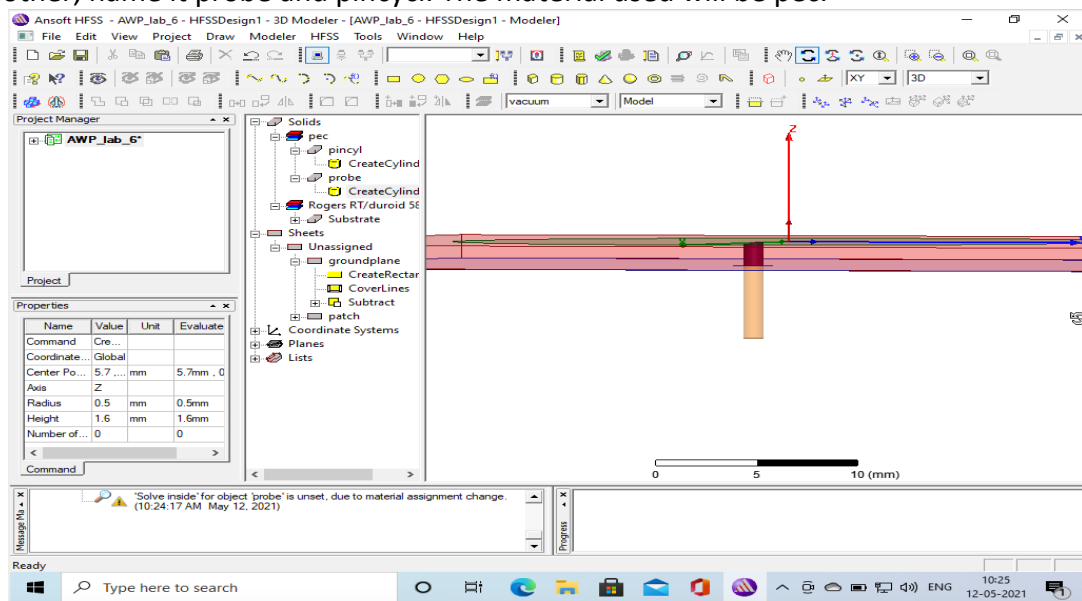 other, name it probe and pincyl. The material used will be pec.
Ansoft HFSS - AWP_lab_6 - HFSSDesign1 - 3D Modeler - [AWP_lab_6 - HFSSDesign1 - Modeler]
File Edit View Project Draw Modeler HFSS Tools Window Help
XY 3D
vacuum Model
Project Manager
AWP_lab_6*
Project
Solids
pec
pincyl
CreateCylind
probe
CreateCylind
Rogers RT/duroid 58
Substrate
Sheets
Unassigned
groundplane
CreateRectar
CoverLines
Subtract
patch
Coordinate Systems
Planes
Lists
Z
Properties
Name Value Unit Evaluate
Command Cre...
Coordinate... Global
Center Po... 5.7 ,... mm 5.7mm , 0
Axis Z
Radius 0.5 mm 0.5mm
Height 1.6 mm 1.6mm
Number of... 0 0
Command
0 5 10 (mm)
Message Ma
'Solve inside' for object 'probe' is unset, due to material assignment change.
(10:24:17 AM May 12, 2021)
Progress
Ready
Type here to search
ENG
10:25
12-05-2021